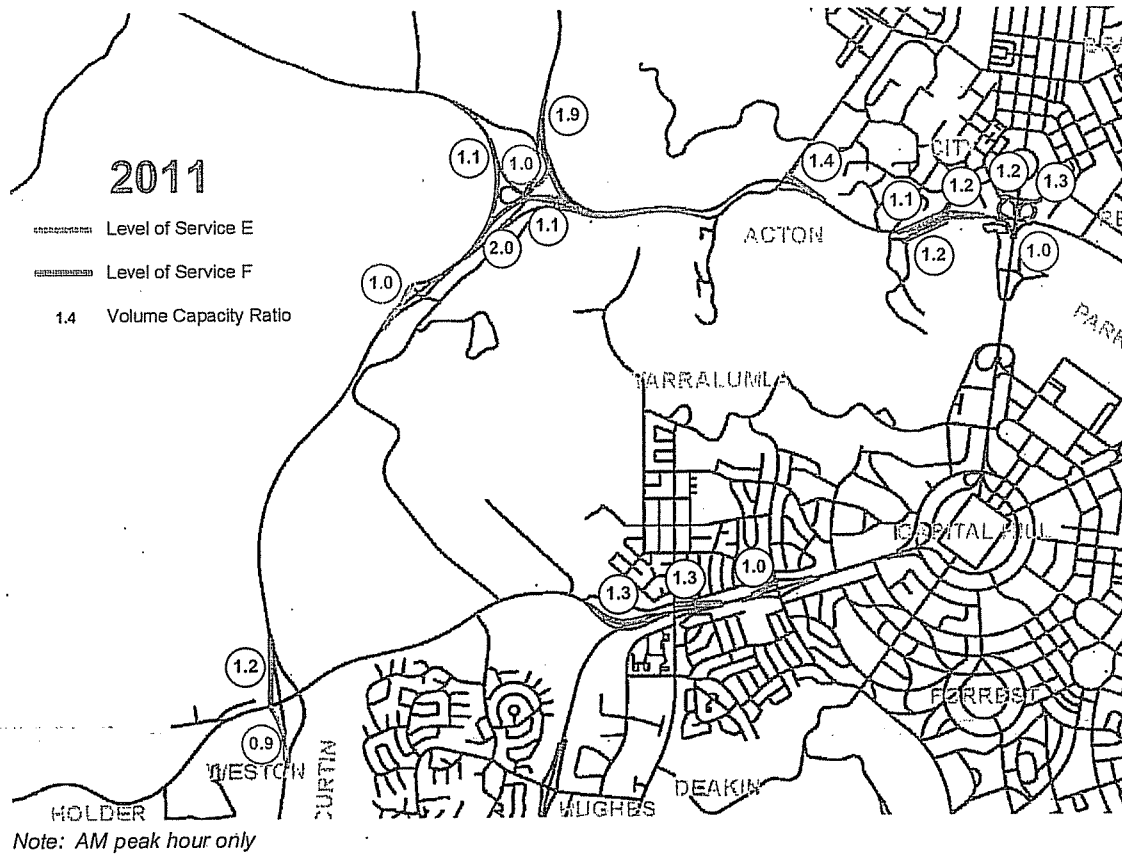 2011
Level of Service E
Level of Service F
1.4 Volume Capacity Ratio
1.9
1.1
1.0
1.4
CITY
1.2
1.2
1.3
1.1
1.1
2.0
ACTON
1.2
1.0
1.0
YARRALUMLA
CAPITAL HILL
1.3
1.3
1.0
1.2
FORREST
0.9
WESTON
CURTIN
DEAKIN
HOLDER
HUGHES
Note: AM peak hour only